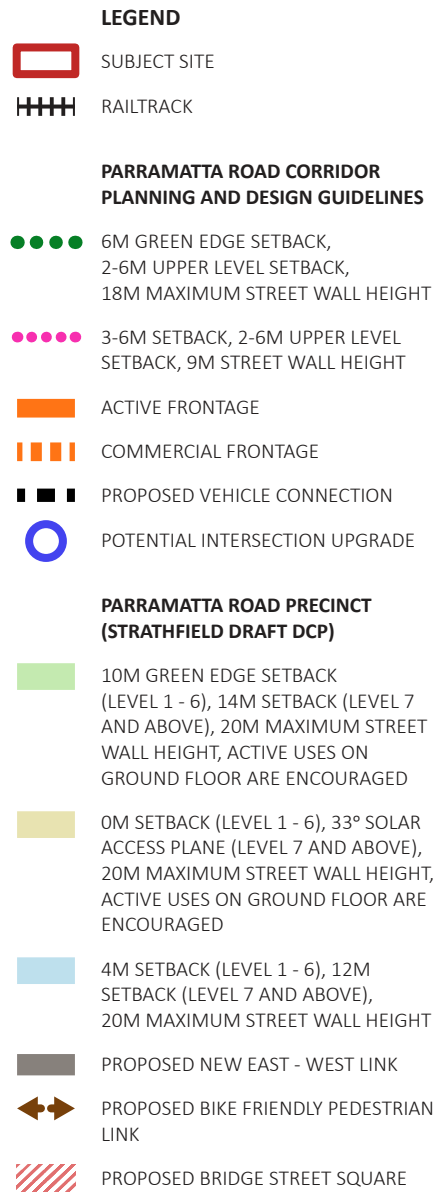 LEGEND
SUBJECT SITE
RAILTRACK
PARRAMATTA ROAD CORRIDOR
PLANNING AND DESIGN GUIDELINES
6M GREEN EDGE SETBACK,
2-6M UPPER LEVEL SETBACK,
18M MAXIMUM STREET WALL HEIGHT
3-6M SETBACK, 2-6M UPPER LEVEL
SETBACK, 9M STREET WALL HEIGHT
ACTIVE FRONTAGE
COMMERCIAL FRONTAGE
PROPOSED VEHICLE CONNECTION
POTENTIAL INTERSECTION UPGRADE
PARRAMATTA ROAD PRECINCT
(STRATHFIELD DRAFT DCP)
10M GREEN EDGE SETBACK
(LEVEL 1 - 6), 14M SETBACK (LEVEL 7
AND ABOVE), 20M MAXIMUM STREET
WALL HEIGHT, ACTIVE USES ON
GROUND FLOOR ARE ENCOURAGED
0M SETBACK (LEVEL 1 - 6), 33º SOLAR
ACCESS PLANE (LEVEL 7 AND ABOVE),
20M MAXIMUM STREET WALL HEIGHT,
ACTIVE USES ON GROUND FLOOR ARE
ENCOURAGED
4M SETBACK (LEVEL 1 - 6), 12M
SETBACK (LEVEL 7 AND ABOVE),
20M MAXIMUM STREET WALL HEIGHT
PROPOSED NEW EAST - WEST LINK
PROPOSED BIKE FRIENDLY PEDESTRIAN
LINK
PROPOSED BRIDGE STREET SQUARE